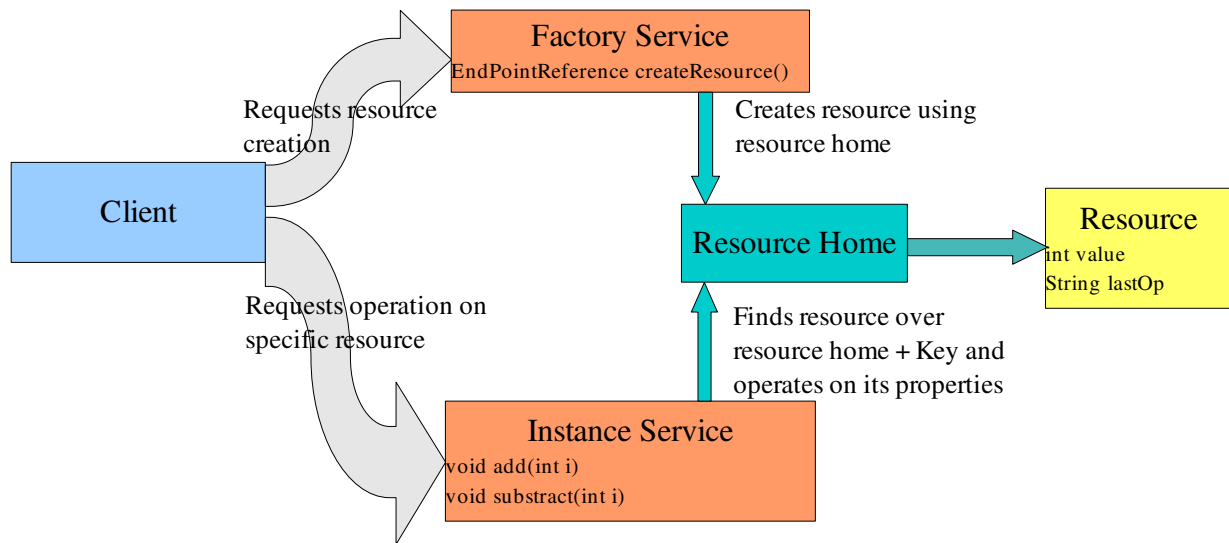 Factory Service
EndPointReference createResource()
Requests resource
creation
Creates resource using
resource home
Client
Resource Home
Resource
int value
String lastOp
Requests operation on
specific resource
Finds resource over
resource home + Key and
operates on its properties
Instance Service
void add(int i)
void substract(int i)